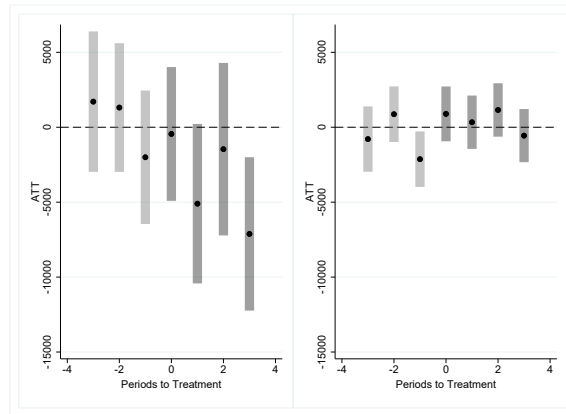 5000
0
-5000
-10000
-15000
ATT
-4 -2 0 2 4
Periods to Treatment
5000
0
-5000
-10000
-15000
ATT
-4 -2 0 2 4
Periods to Treatment